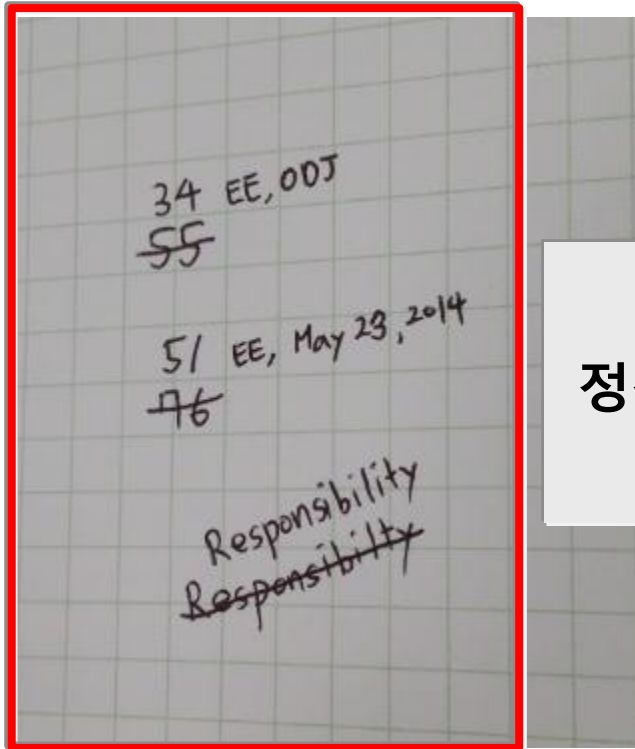 34 EE, ODJ
55
51 EE, May 23, 2014
76
Responsibility
Responsibilty
정